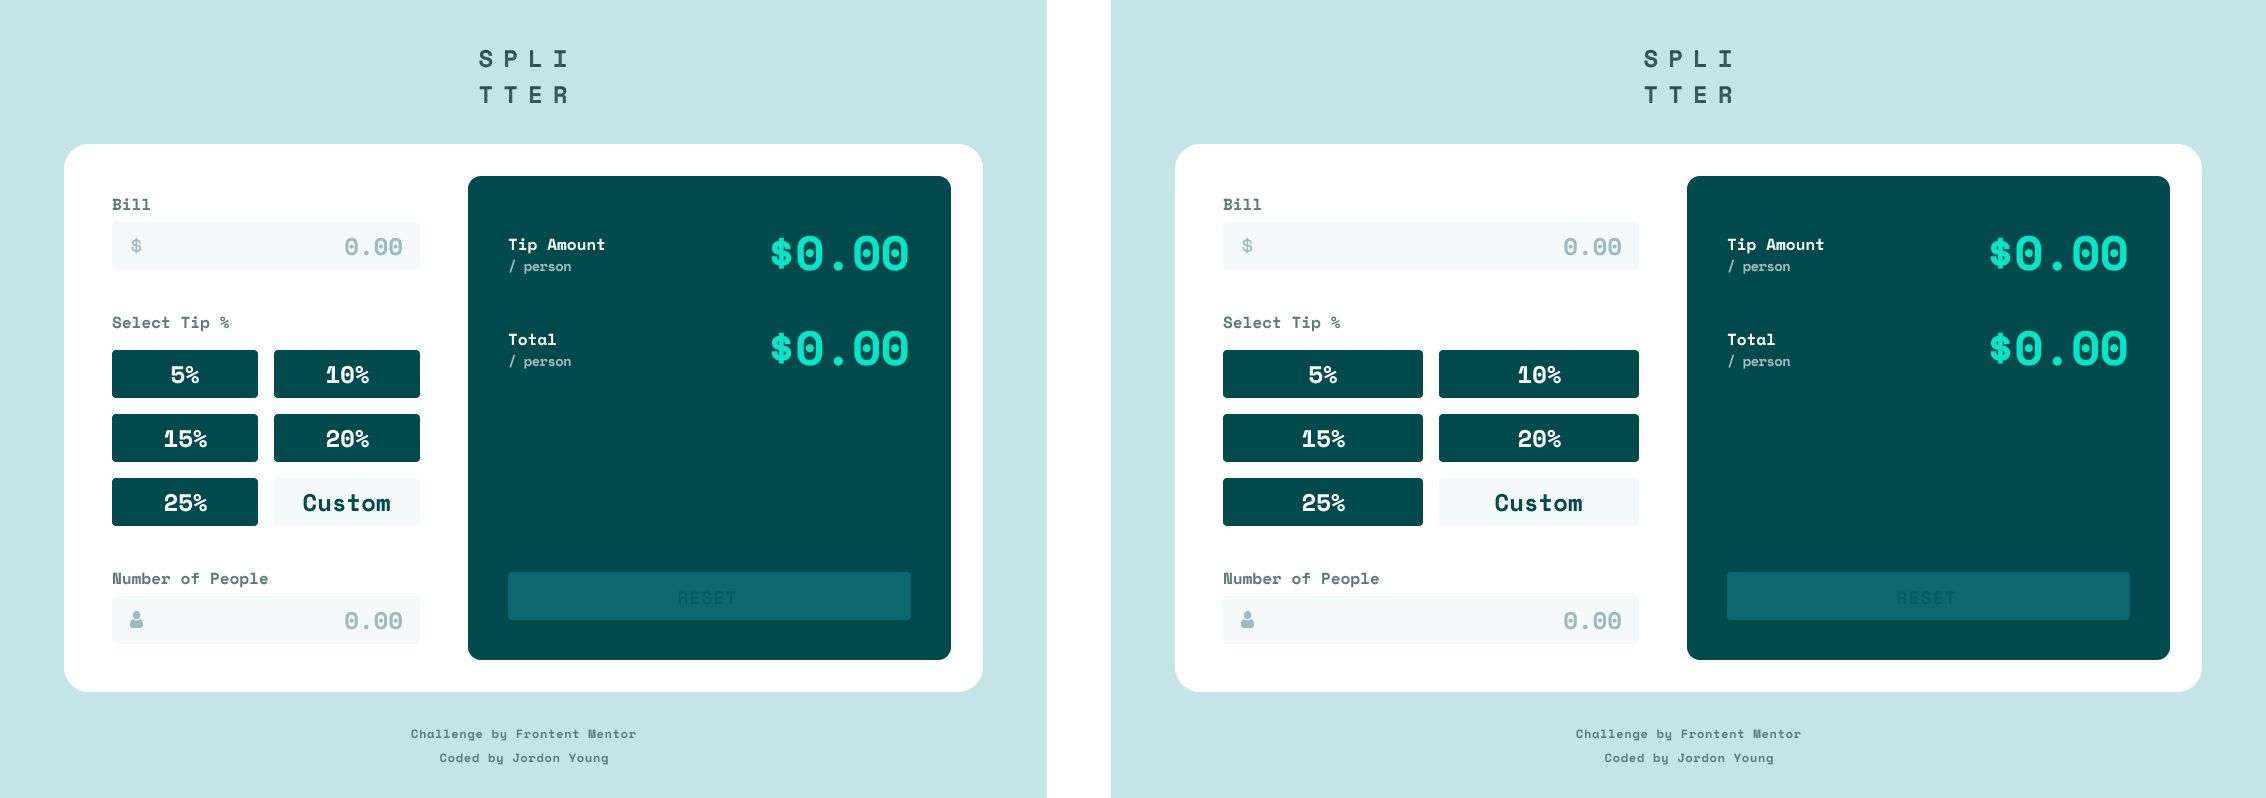 SPLI
TTER
Bill
$ 0.00
Select Tip %
5% 10%
15% 20%
25% Custom
Number of People
0.00
Tip Amount
/ person
$0.00
Total
/ person
$0.00
RESET
Challenge by Frontent Mentor
Coded by Jordon Young
SPLI
TTER
Bill
$ 0.00
Select Tip %
5% 10%
15% 20%
25% Custom
Number of People
0.00
Tip Amount
/ person
$0.00
Total
/ person
$0.00
RESET
Challenge by Frontent Mentor
Coded by Jordon Young